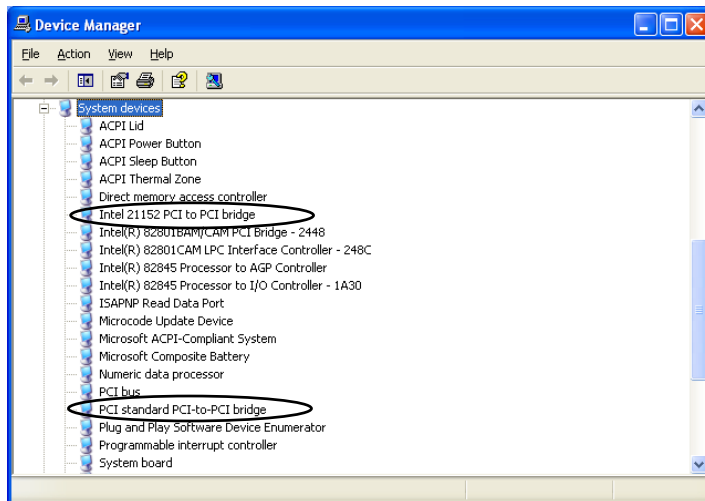 Device Manager
File Action View Help
System devices
ACPI Lid
ACPI Power Button
ACPI Sleep Button
ACPI Thermal Zone
Direct memory access controller
Intel 21152 PCI to PCI bridge
Intel(R) 82801BAM/CAM PCI Bridge - 2448
Intel(R) 82801CAM LPC Interface Controller - 248C
Intel(R) 82845 Processor to AGP Controller
Intel(R) 82845 Processor to I/O Controller - 1A30
ISAPNP Read Data Port
Microcode Update Device
Microsoft ACPI-Compliant System
Microsoft Composite Battery
Numeric data processor
PCI bus
PCI standard PCI-to-PCI bridge
Plug and Play Software Device Enumerator
Programmable interrupt controller
System board